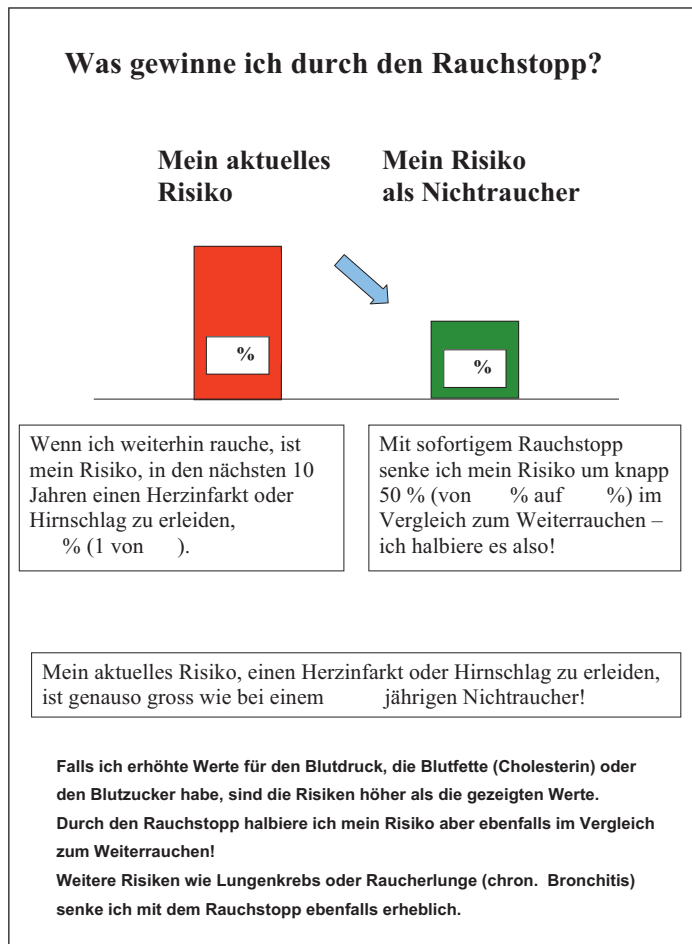 Was gewinne ich durch den Rauchstopp?
Mein aktuelles
Risiko
Mein Risiko
als Nichtraucher
%
%
Wenn ich weiterhin rauche, ist
mein Risiko, in den nächsten 10
Jahren einen Herzinfarkt oder
Hirnschlag zu erleiden,
% (1 von ).
Mit sofortigem Rauchstopp
senke ich mein Risiko um knapp
50 % (von % auf %) im
Vergleich zum Weiterrauchen –
ich halbiere es also!
Mein aktuelles Risiko, einen Herzinfarkt oder Hirnschlag zu erleiden,
ist genauso gross wie bei einem jährigen Nichtraucher!
Falls ich erhöhte Werte für den Blutdruck, die Blutfette (Cholesterin) oder
den Blutzucker habe, sind die Risiken höher als die gezeigten Werte.
Durch den Rauchstopp halbiere ich mein Risiko aber ebenfalls im Vergleich
zum Weiterrauchen!
Weitere Risiken wie Lungenkrebs oder Raucherlunge (chron. Bronchitis)
senke ich mit dem Rauchstopp ebenfalls erheblich.